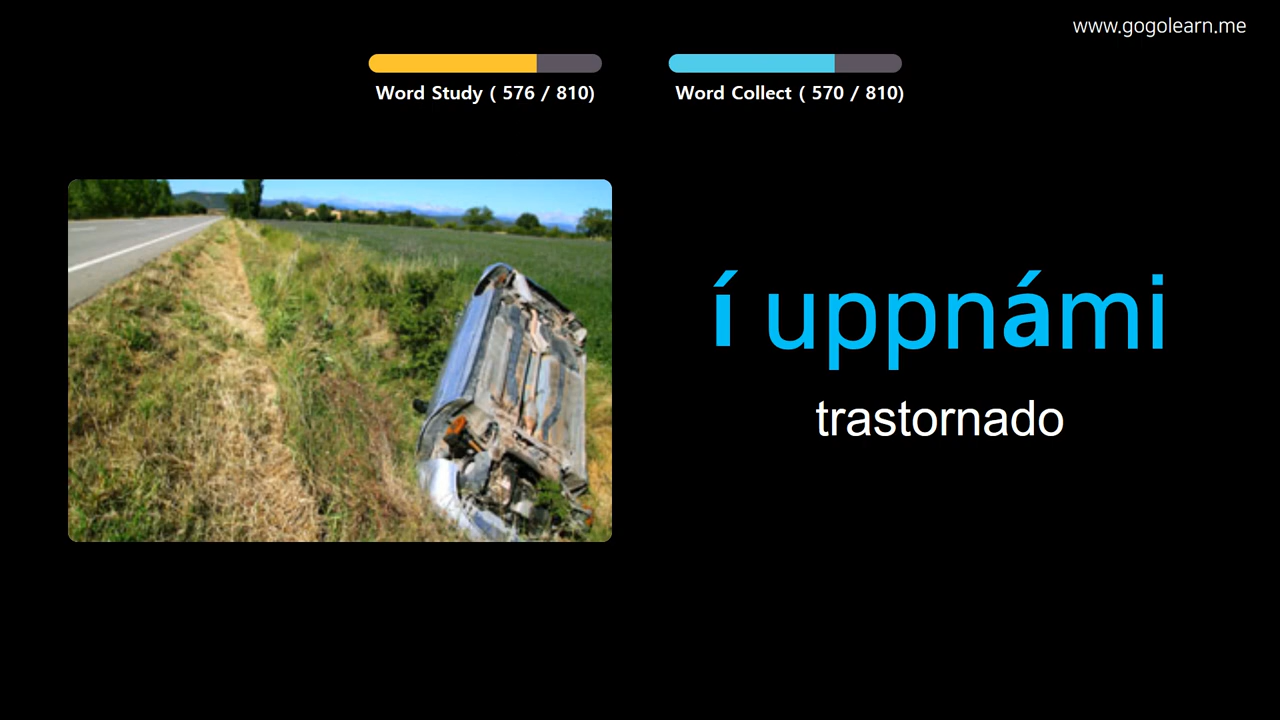 www.gogolearn.me
Word Study ( 576 / 810)
Word Collect ( 570 / 810)
í uppnámi
trastornado